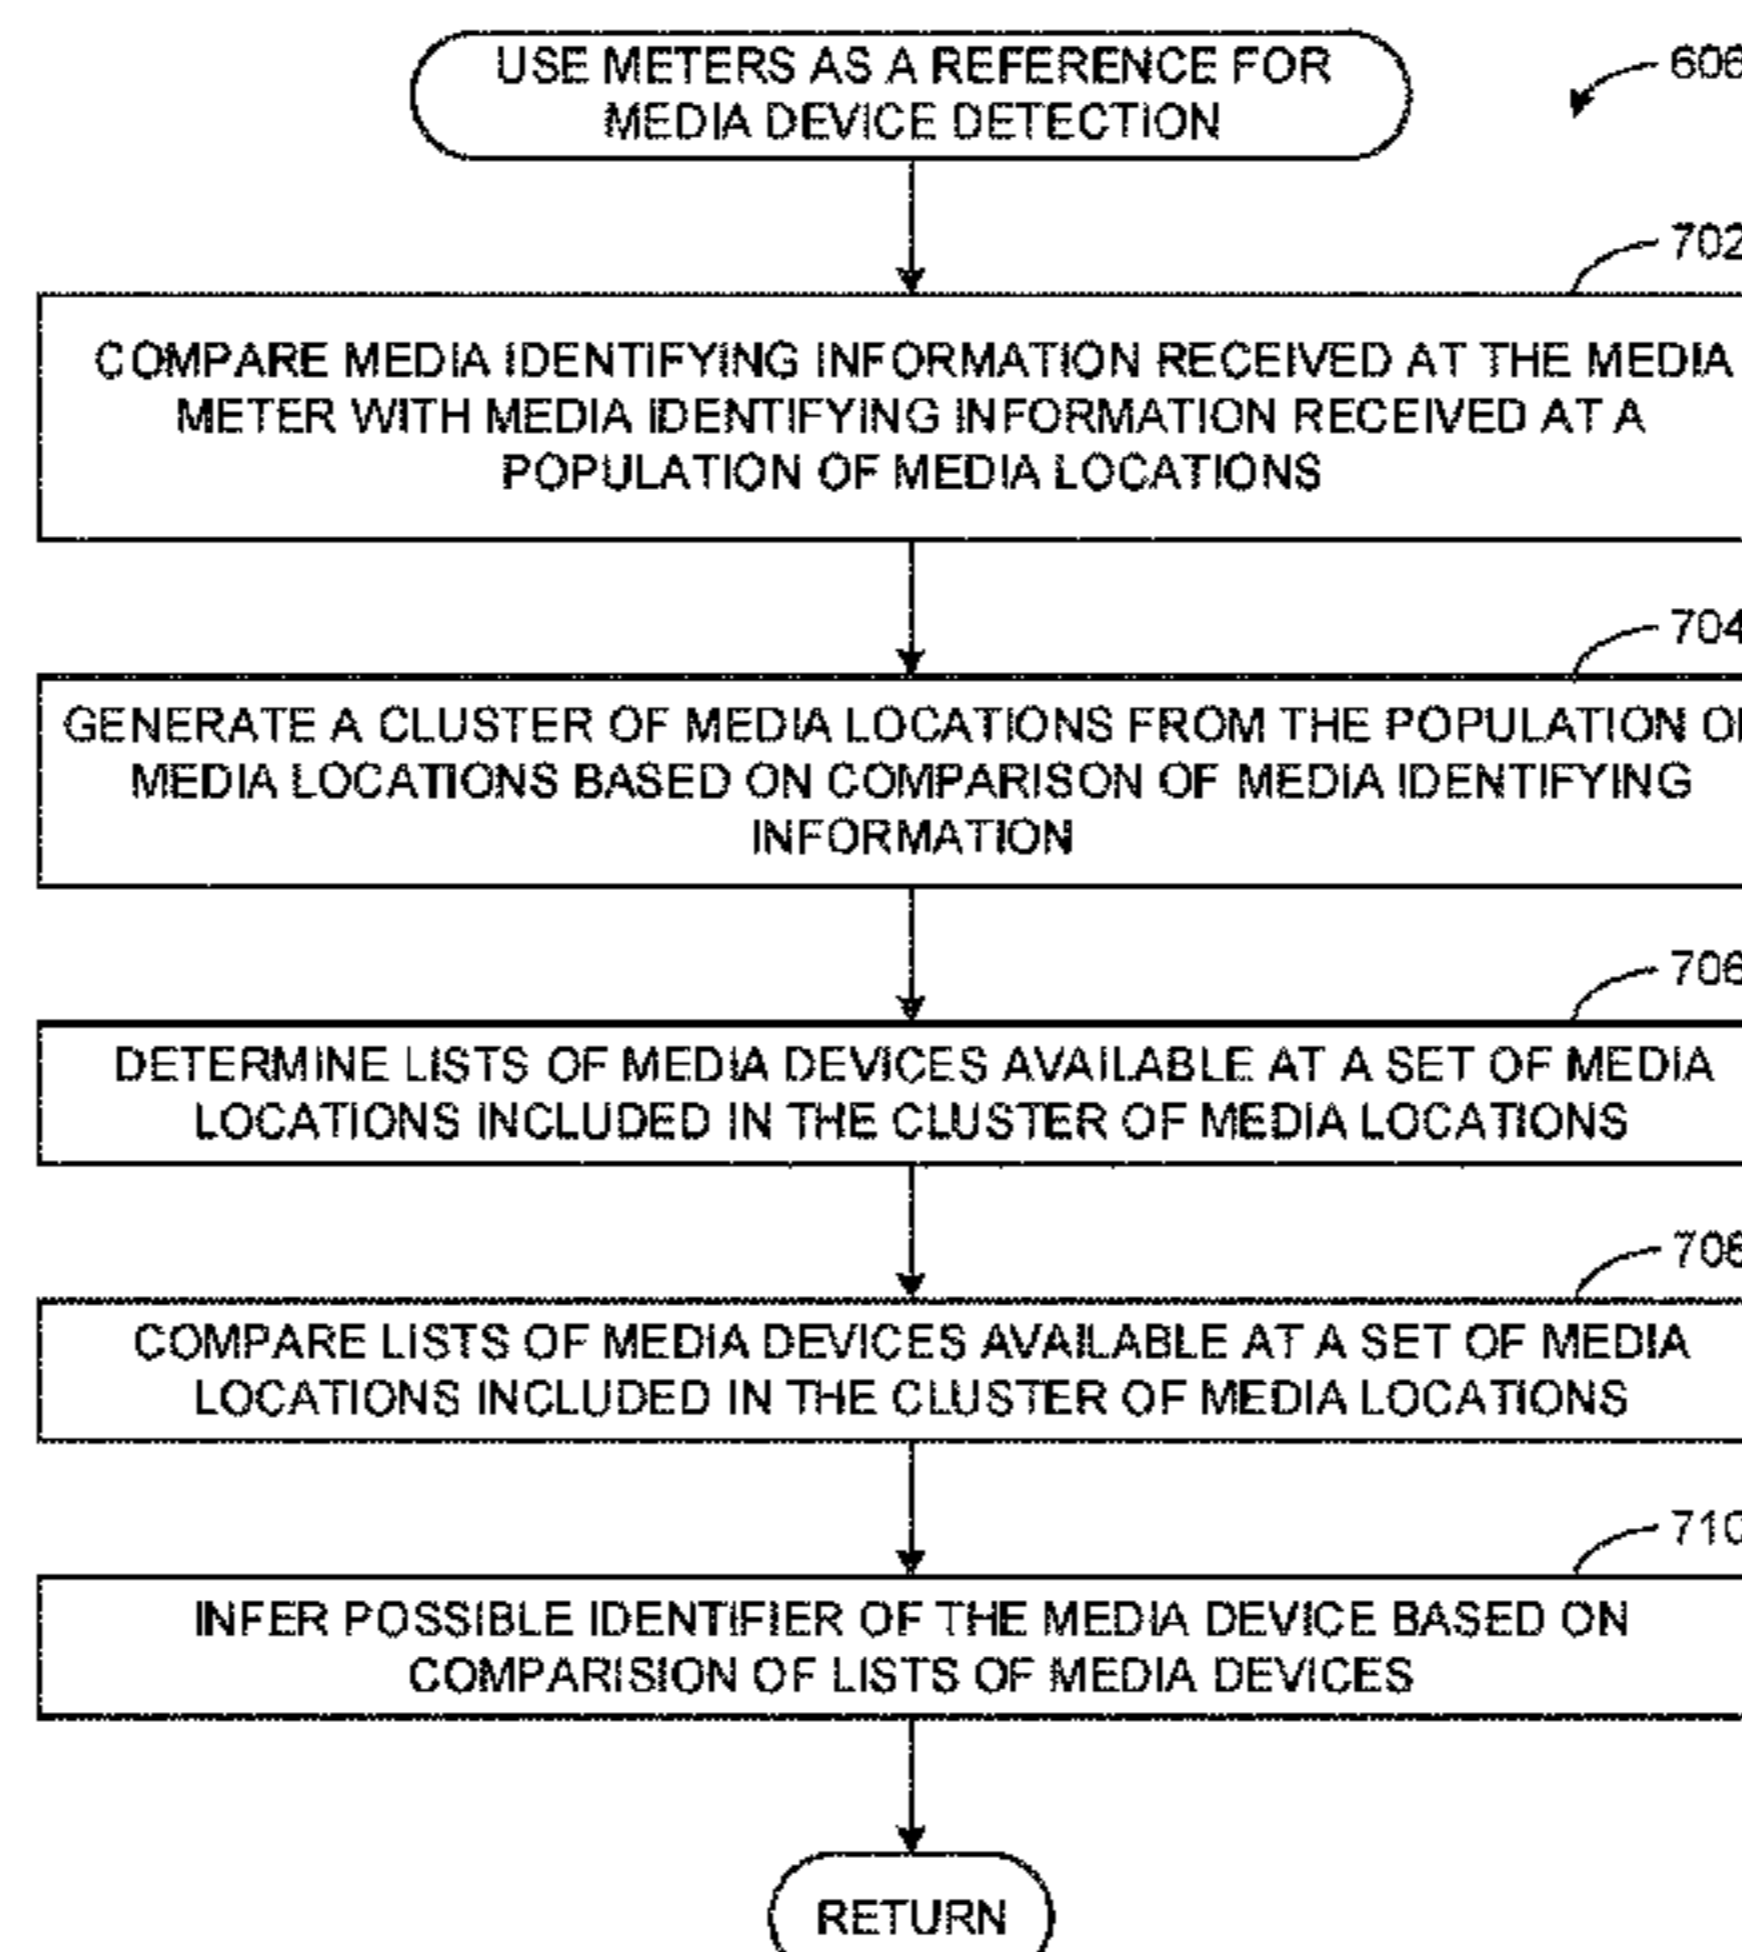 USE METERS AS A REFERENCE FOR
MEDIA DEVICE DETECTION
702
COMPARE MEDIA IDENTIFYING INFORMATION RECEIVED AT THE MEDIA
METER WITH MEDIA IDENTIFYING INFORMATION RECEIVED AT A
POPULATION OF MEDIA LOCATIONS
704
GENERATE A CLUSTER OF MEDIA LOCATIONS FROM THE POPULATION OF
MEDIA LOCATIONS BASED ON COMPARISON OF MEDIA IDENTIFYING
INFORMATION
706
DETERMINE LISTS OF MEDIA DEVICES AVAILABLE AT A SET OF MEDIA
LOCATIONS INCLUDED IN THE CLUSTER OF MEDIA LOCATIONS
COMPARE LISTS OF MEDIA DEVICES AVAILABLE AT A SET OF MEDIA
LOCATIONS INCLUDED IN THE CLUSTER OF MEDIA LOCATIONS
710
INFER POSSIBLE IDENTIFIER OF THE MEDIA DEVICE BASED ON
COMPARISION OF LISTS OF MEDIA DEVICES
RETURN